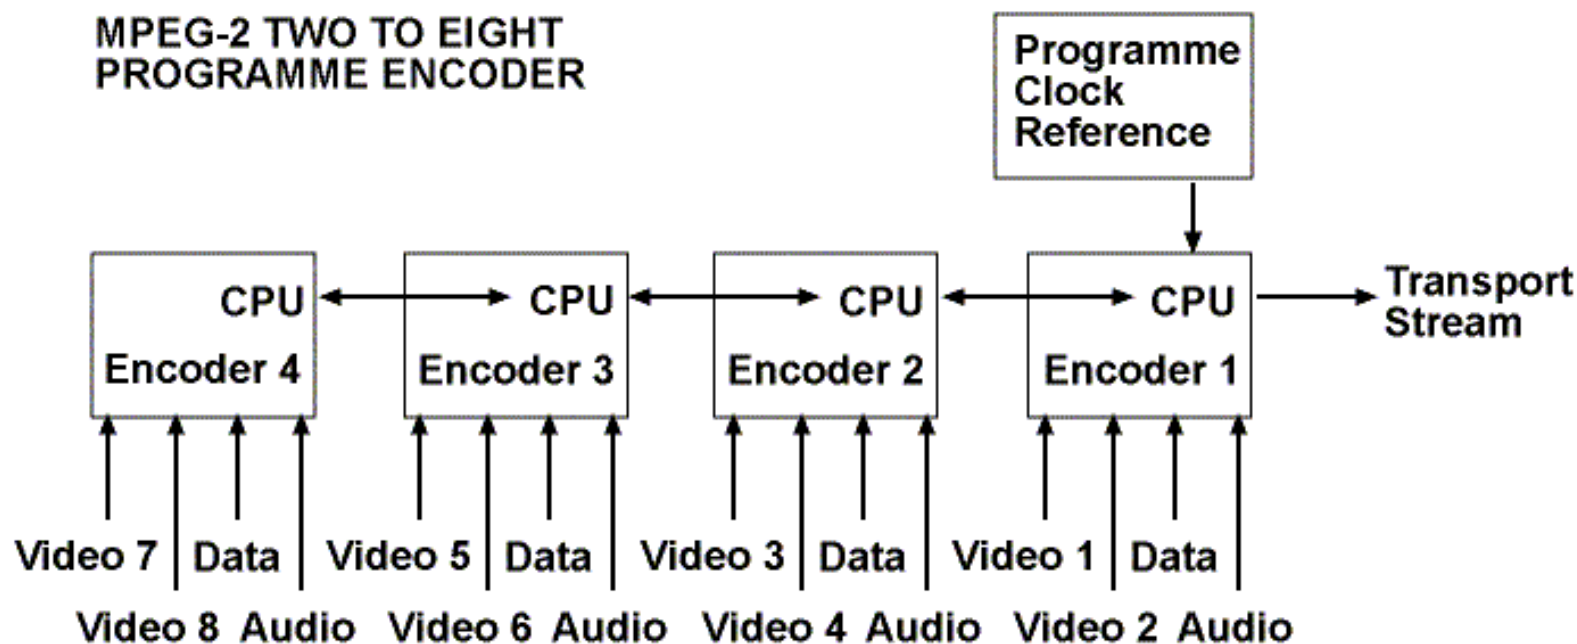 MPEG-2 TWO TO EIGHT
PROGRAMME ENCODER
Programme
Clock
Reference
CPU
Encoder 4
CPU
Encoder 3
CPU
Encoder 2
CPU
Encoder 1
Transport
Stream
Video 7 Data Video 5 Data Video 3 Data Video 1 Data
Video 8 Audio Video 6 Audio Video 4 Audio Video 2 Audio